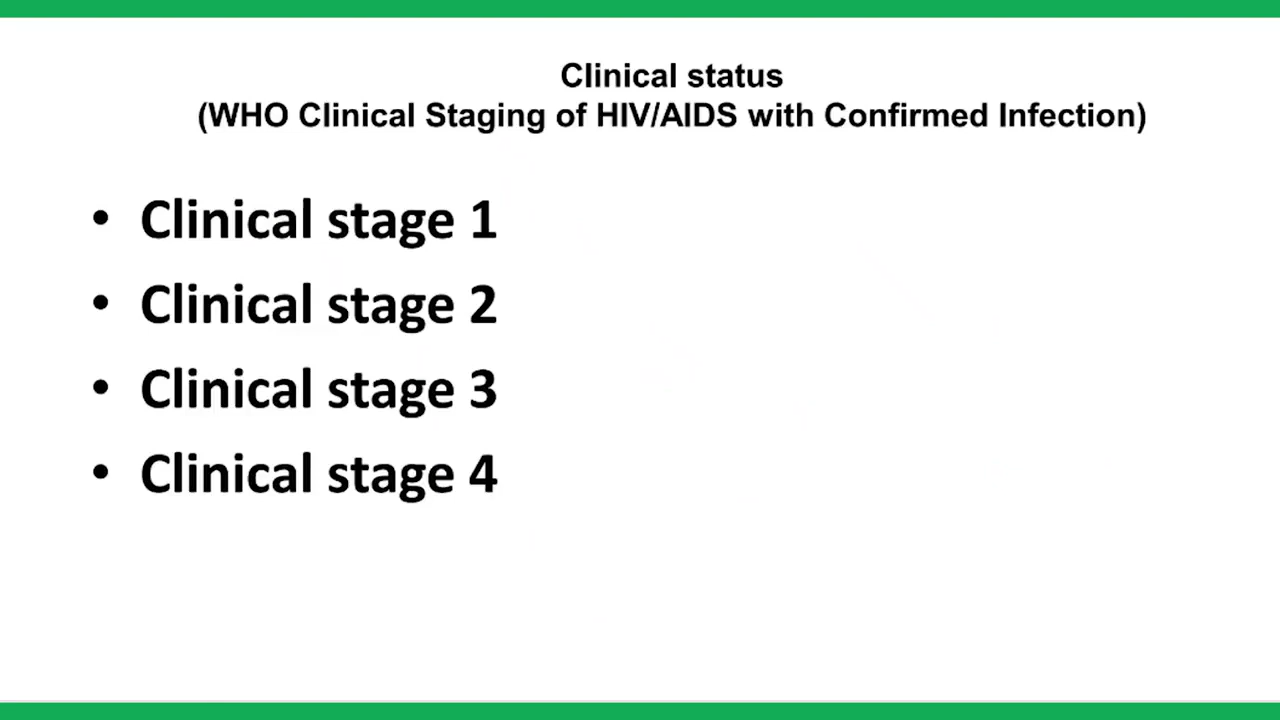 Clinical status
(WHO Clinical Staging of HIV/AIDS with Confirmed Infection)
• Clinical stage 1
• Clinical stage 2
• Clinical stage 3
• Clinical stage 4